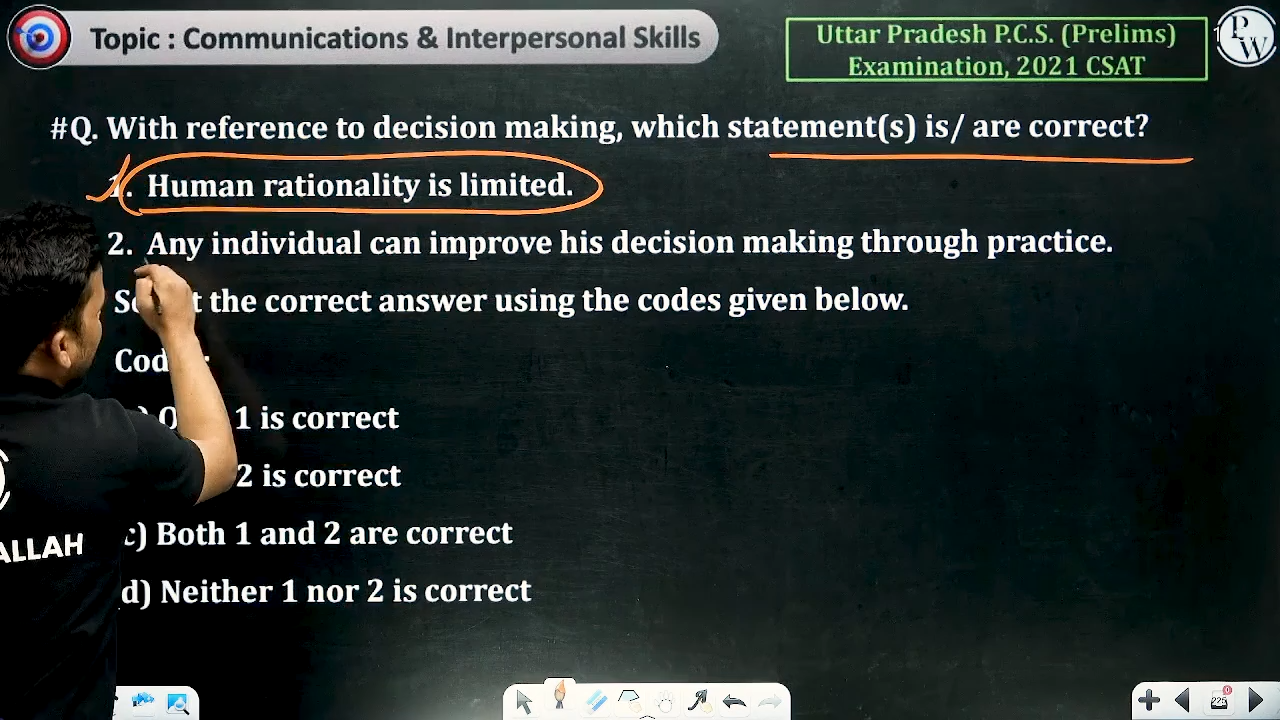 Topic : Communications & Interpersonal Skills
Uttar Pradesh P.C.S. (Prelims)
Examination, 2021 CSAT
PW
#Q. With reference to decision making, which statement(s) is/ are correct?
1. Human rationality is limited.
2. Any individual can improve his decision making through practice.
the correct answer using the codes given below.
1 is correct
2 is correct
c) Both 1 and 2 are correct
d) Neither 1 nor 2 is correct
ALLAH
225